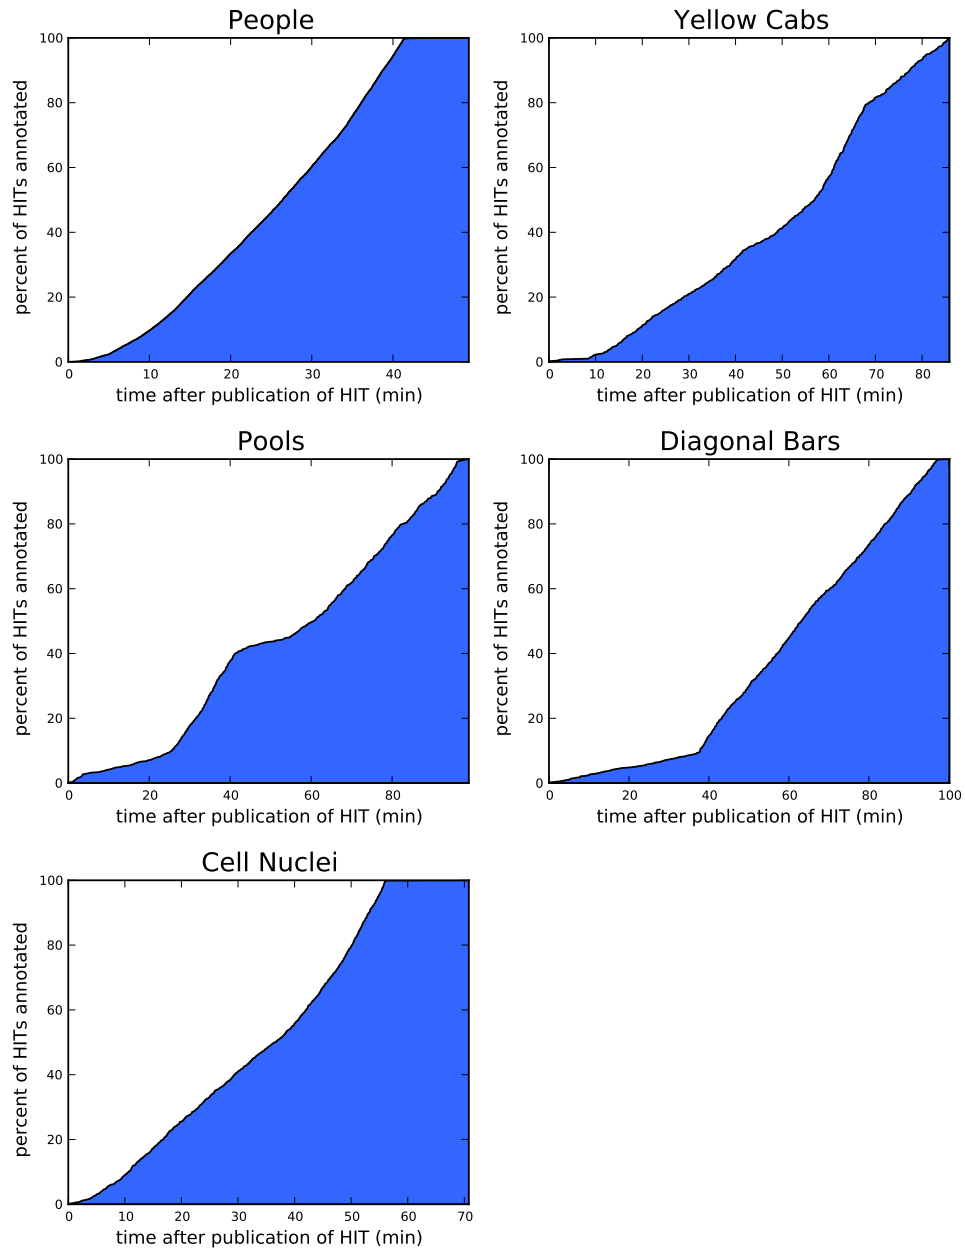 People
percent of HITs annotated
100
80
60
40
20
0
0 10 20 30 40
time after publication of HIT (min)
Yellow Cabs
percent of HITs annotated
100
80
60
40
20
0
0 10 20 30 40 50 60 70 80
time after publication of HIT (min)
Pools
percent of HITs annotated
100
80
60
40
20
0
0 20 40 60 80
time after publication of HIT (min)
Diagonal Bars
percent of HITs annotated
100
80
60
40
20
0
0 20 40 60 80 100
time after publication of HIT (min)
Cell Nuclei
percent of HITs annotated
100
80
60
40
20
0
0 10 20 30 40 50 60 70
time after publication of HIT (min)